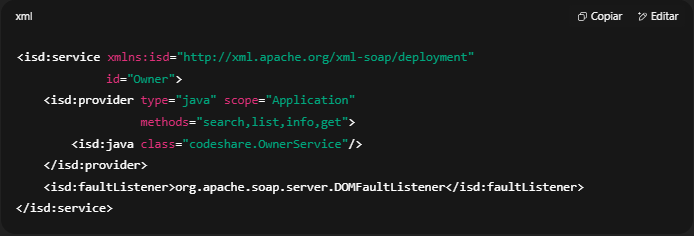 xml Copiar Editar
<isd:service xmlns:isd="http://xml.apache.org/xml-soap/deployment"
id="Owner">
<isd:provider type="java" scope="Application"
methods="search,list,info,get">
<isd:java class="codeshare.OwnerService"/>
</isd:provider>
<isd:faultListener>org.apache.soap.server.DOMFaultListener</isd:faultListener>
</isd:service>